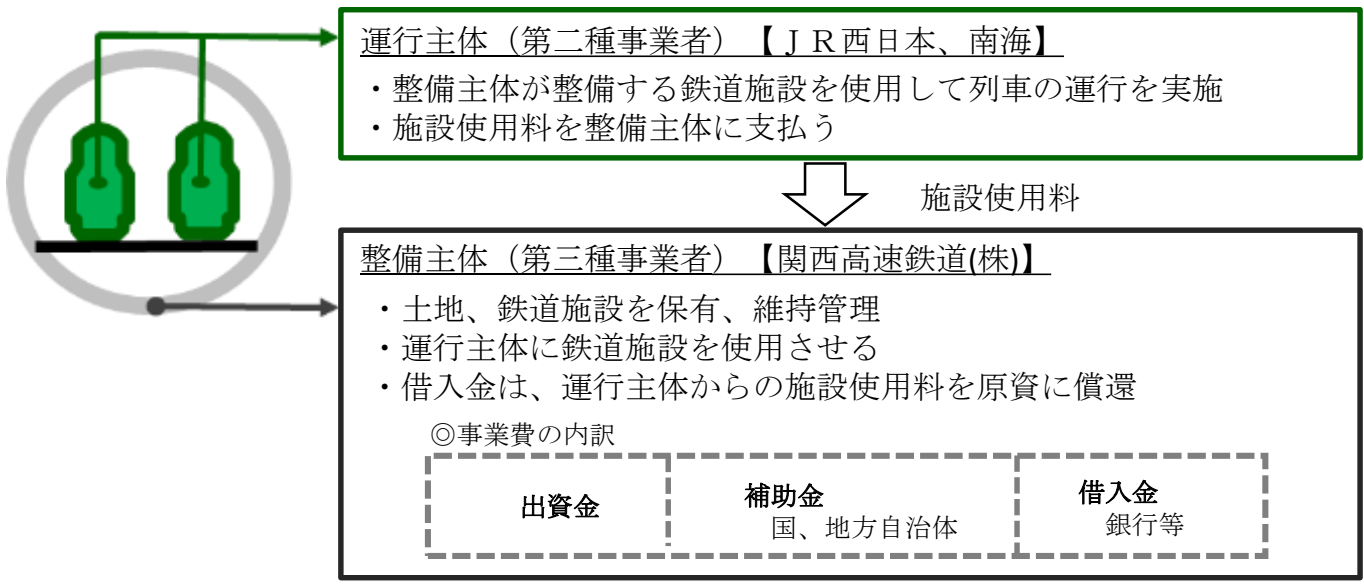 運行主体（第二種事業者）【ＪＲ西日本、南海】
・整備主体が整備する鉄道施設を使用して列車の運行を実施
・施設使用料を整備主体に支払う
施設使用料
整備主体（第三種事業者）【関西高速鉄道(株)】
・土地、鉄道施設を保有、維持管理
・運行主体に鉄道施設を使用させる
・借入金は、運行主体からの施設使用料を原資に償還
◎事業費の内訳
出資金
補助金
国、地方自治体
借入金
銀行等